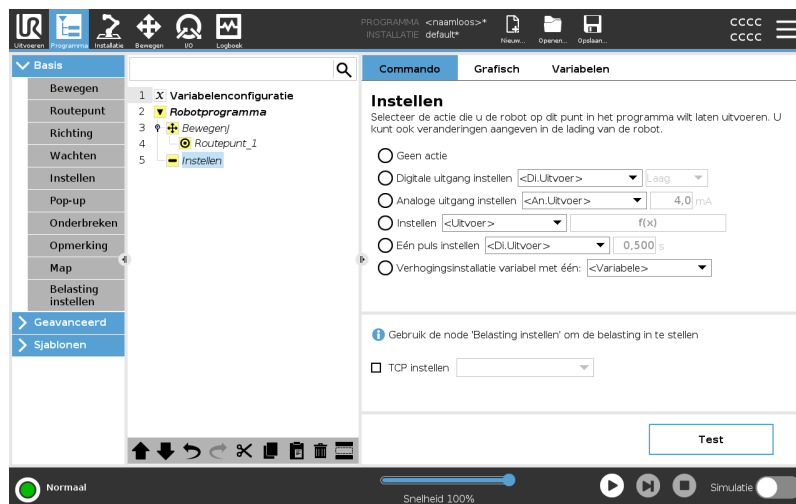 PROGRAMMA <naamloos>*
INSTALLATIE default*
Uitvoeren
Programma
Installatie
Bewegen
I/O
Logboek
Nieuw...
Openen...
Opslaan...
cccc
cccc
Basis
Bewegen
Routepunt
Richting
Wachten
Instellen
Pop-up
Onderbreken
Opmerking
Map
Belasting
instellen
Geavanceerd
Sjablonen
1 X Variabelenconfiguratie
2 Robotprogramma
3 BewegenJ
4 Routepunt_1
5 Instellen
Commando Grafisch Variabelen
Instellen
Selecteer de actie die u de robot op dit punt in het programma wilt laten uitvoeren. U
kunt ook veranderingen aangeven in de lading van de robot.
Geen actie
Digitale uitgang instellen <Di.Uitvoer> Laag
Analoge uitgang instellen <An.Uitvoer> 4,0 mA
Instellen <Uitvoer> f(x)
Eén puls instellen <Di.Uitvoer> 0,500 s
Verhogingsinstallatie variabel met één: <Variabele>
Gebruik de node 'Belasting instellen' om de belasting in te stellen
TCP instellen
Test
Normaal
Snelheid 100%
Simulatie